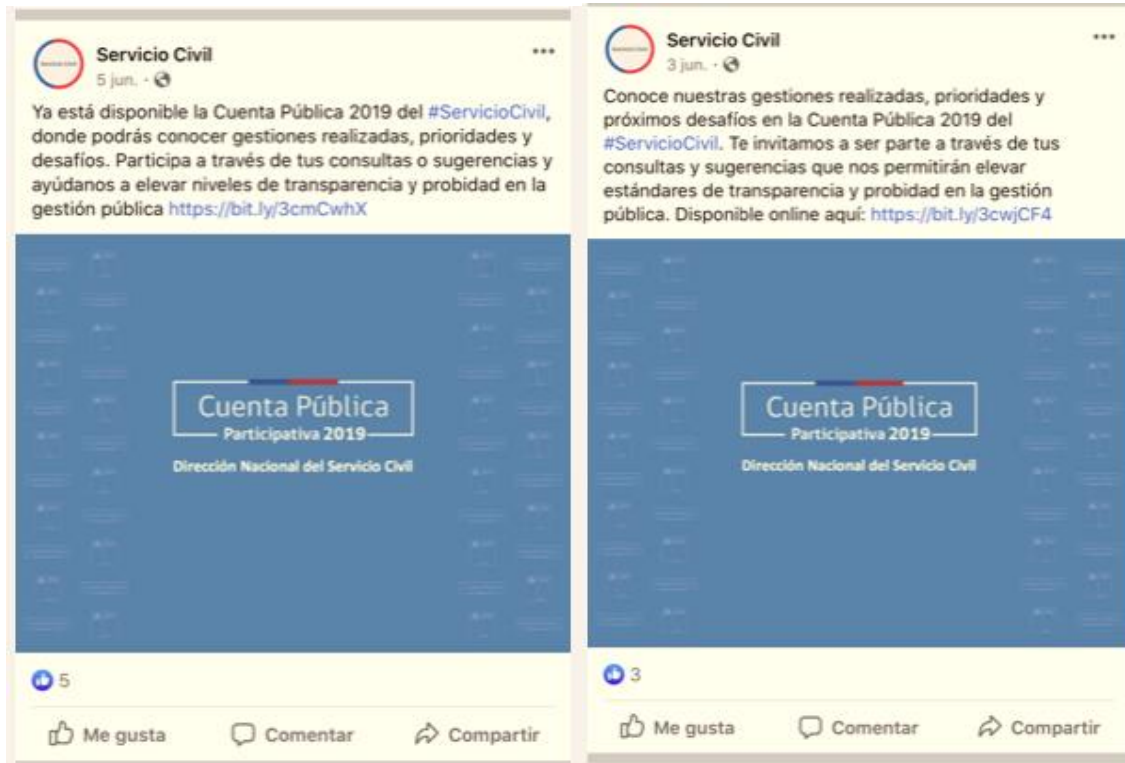 Servicio Civil
5 jun.
Ya está disponible la Cuenta Pública 2019 del #ServicioCivil,
donde podrás conocer gestiones realizadas, prioridades y
desafíos. Participa a través de tus consultas o sugerencias y
ayúdanos a elevar niveles de transparencia y probidad en la
gestión pública https://bit.ly/3cmCwhX
Cuenta Pública
Participativa 2019
Dirección Nacional del Servicio Civil
5
Me gusta
Comentar
Compartir
Servicio Civil
3 jun.
Conoce nuestras gestiones realizadas, prioridades y
próximos desafíos en la Cuenta Pública 2019 del
#ServicioCivil. Te invitamos a ser parte a través de tus
consultas y sugerencias que nos permitirán elevar
estándares de transparencia y probidad en la gestión
pública. Disponible online aquí: https://bit.ly/3cwjCF4
Cuenta Pública
Participativa 2019
Dirección Nacional del Servicio Civil
3
Me gusta
Comentar
Compartir